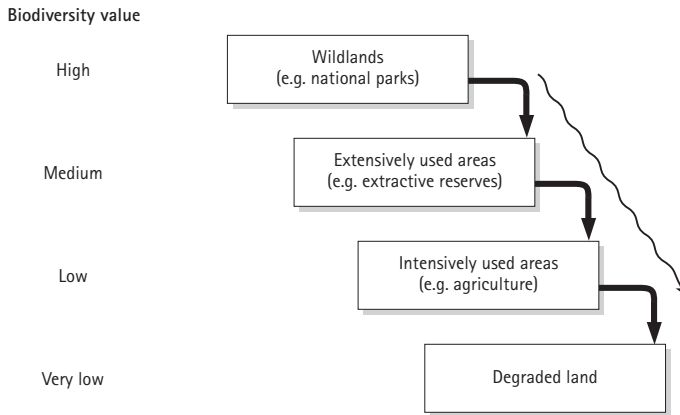 Biodiversity value
High
Wildlands
(e.g. national parks)
Medium
Extensively used areas
(e.g. extractive reserves)
Low
Intensively used areas
(e.g. agriculture)
Very low
Degraded land